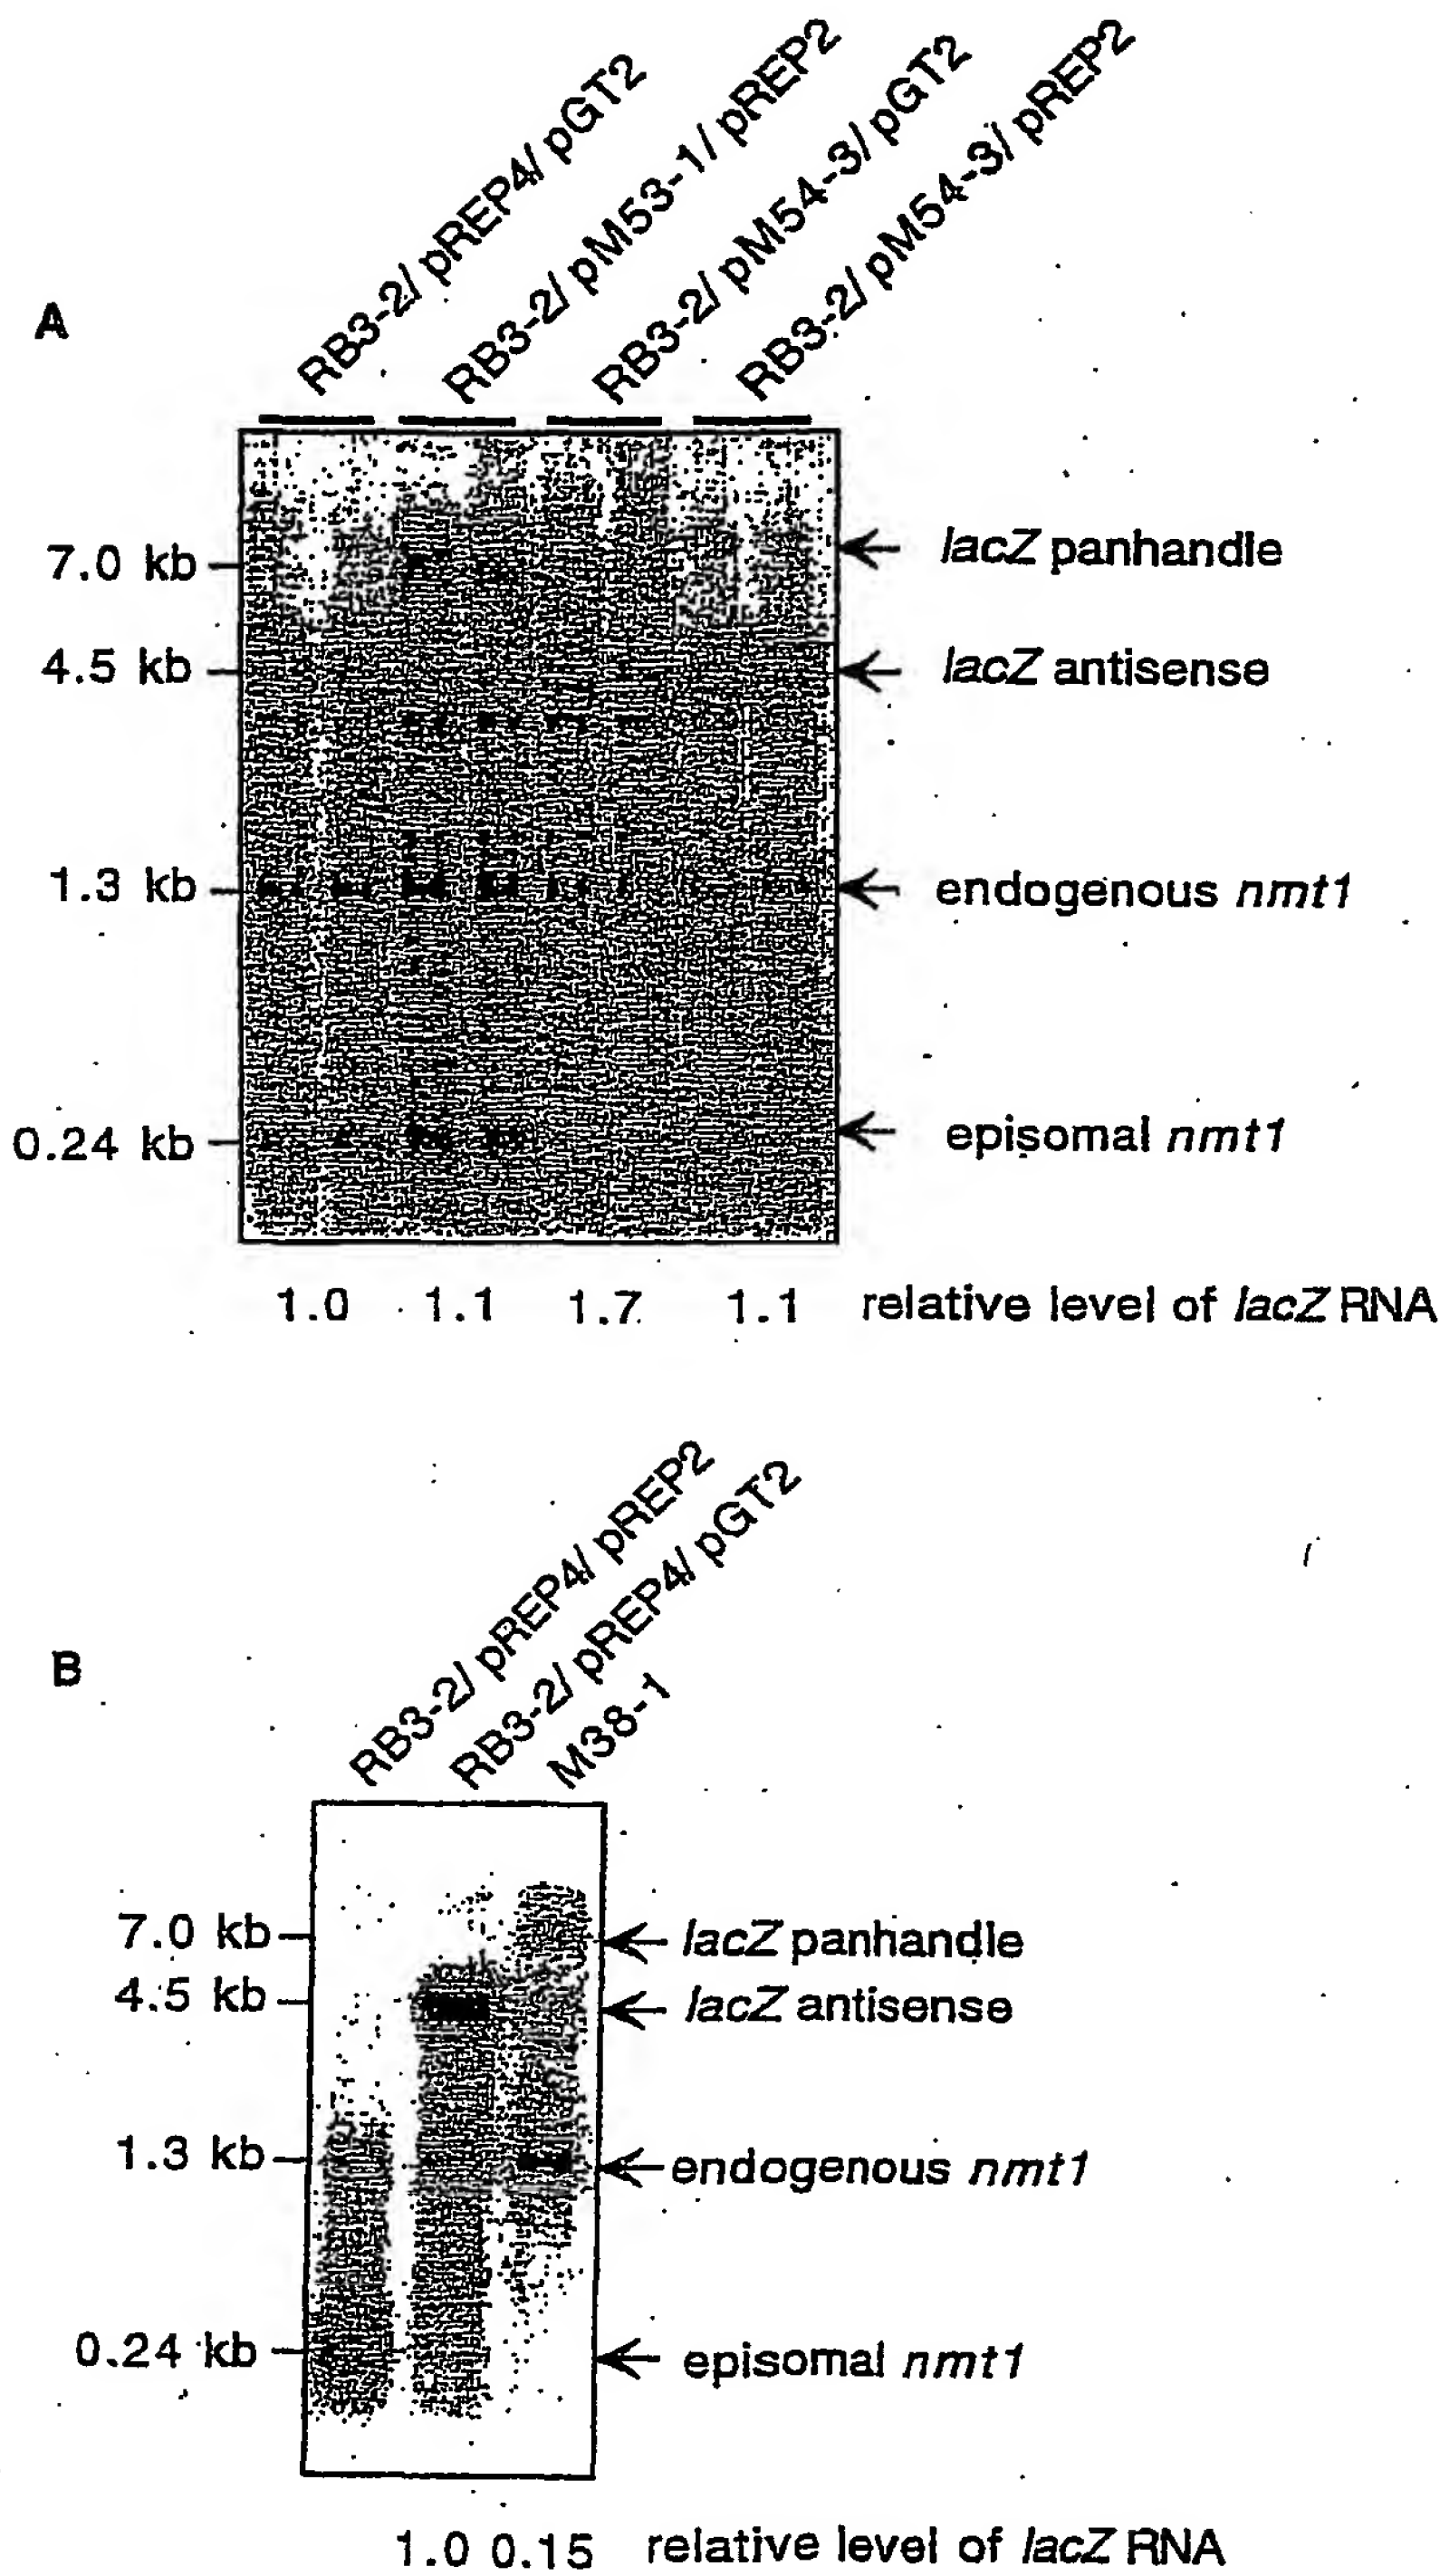 RB3-2/ pREP4/ pGT2
RB3-2/ pM53-1/ pREP2
RB3-2/ pM54-3/ pGT2
RB3-2/ pM54-3/ pREP2
A
7.0 kb
lacZ panhandle
4.5 kb
lacZ antisense
1.3 kb
endogenous nmt1
0.24 kb
episomal nmt1
1.0 1.1 1.7 1.1 relative level of lacZ RNA
RB3-2/ pREP4/ pREP2
RB3-2/ pREP4/ pGT2
M38-1
B
7.0 kb
lacZ panhandle
4.5 kb
lacZ antisense
1.3 kb
endogenous nmt1
0.24 kb
episomal nmt1
1.0 0.15 relative level of lacZ RNA